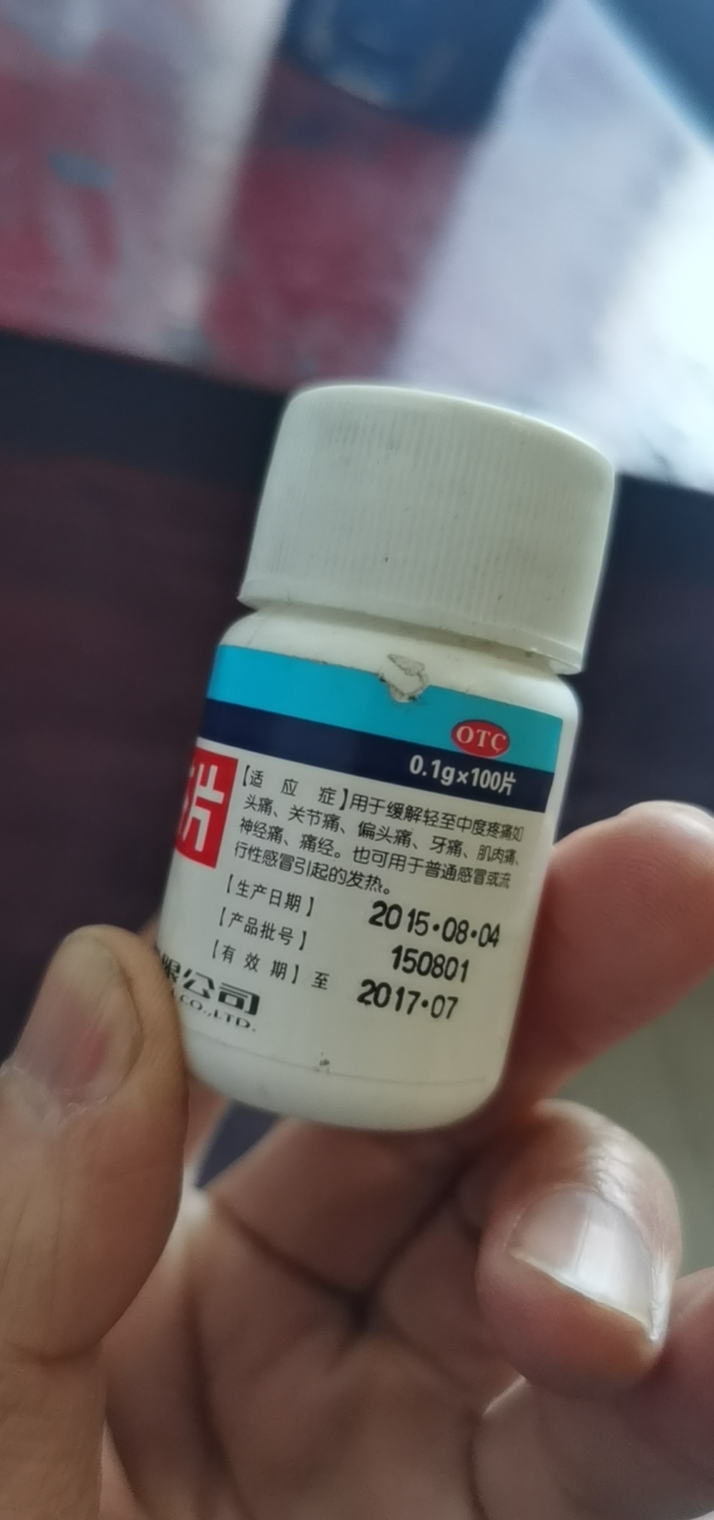 OTC
0.1g×100片
片
【适 应 症】用于缓解轻至中度疼痛如
头痛、关节痛、偏头痛、牙痛、肌肉痛、
神经痛、痛经。也可用于普通感冒或流
行性感冒引起的发热。
【生产日期】 2015·08·04
【产品批号】 150801
【有 效 期】至 2017·07
限公司
CO.,LTD.